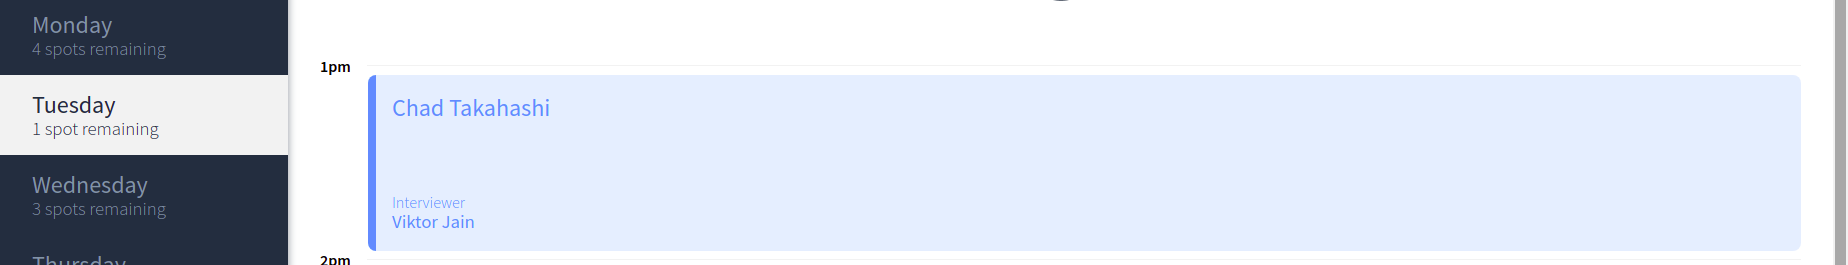 Monday
4 spots remaining
Tuesday
1 spot remaining
Wednesday
3 spots remaining
Thursday
1pm
Chad Takahashi
Interviewer
Viktor Jain
2pm